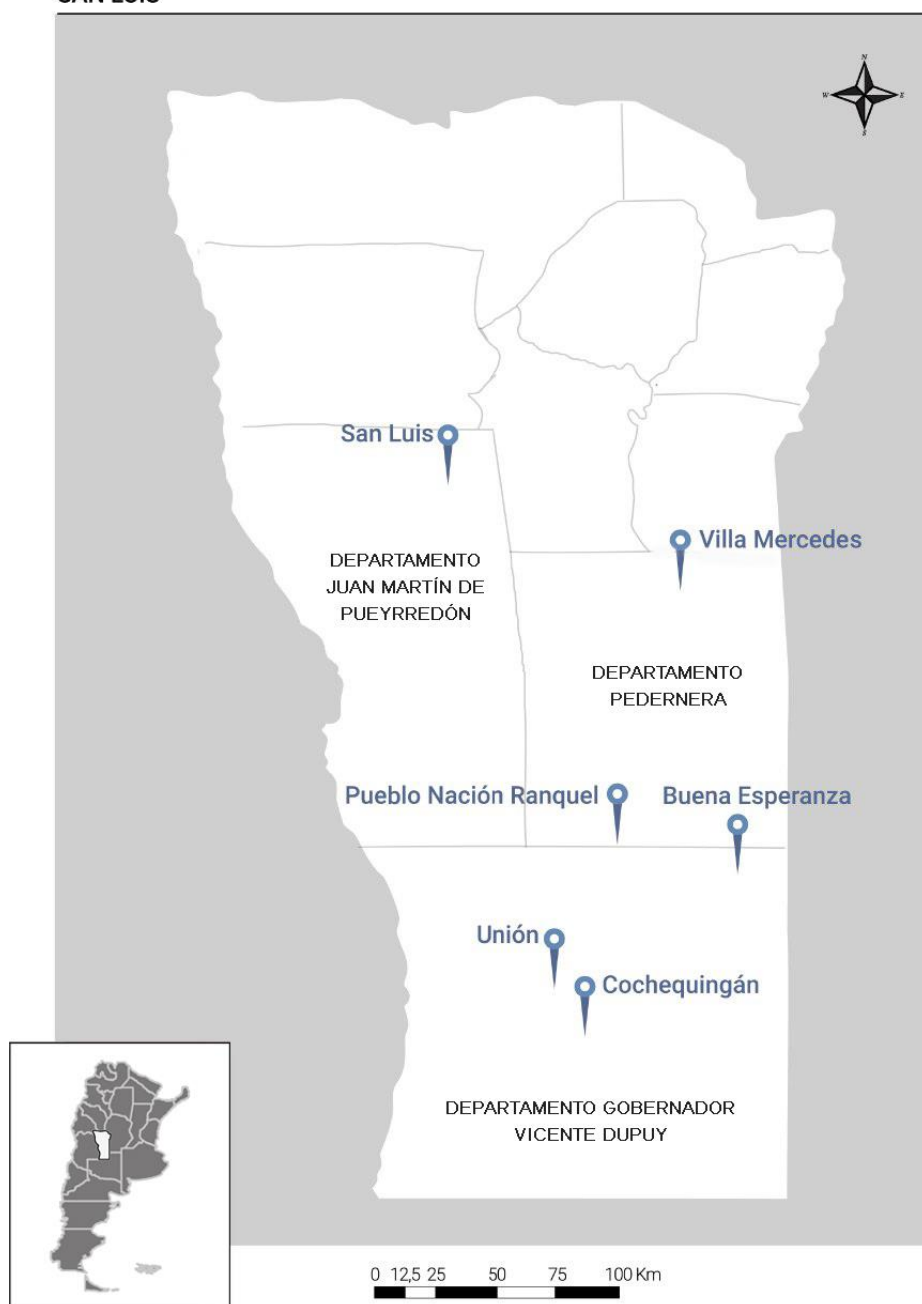 SAN LUIS
N
W E
S
San Luis
Villa Mercedes
DEPARTAMENTO
JUAN MARTÍN DE
PUEYRREDÓN
DEPARTAMENTO
PEDERNERA
Pueblo Nación Ranquel
Buena Esperanza
Unión
Cochequingán
DEPARTAMENTO GOBERNADOR
VICENTE DUPUY
0 12,5 25 50 75 100 Km